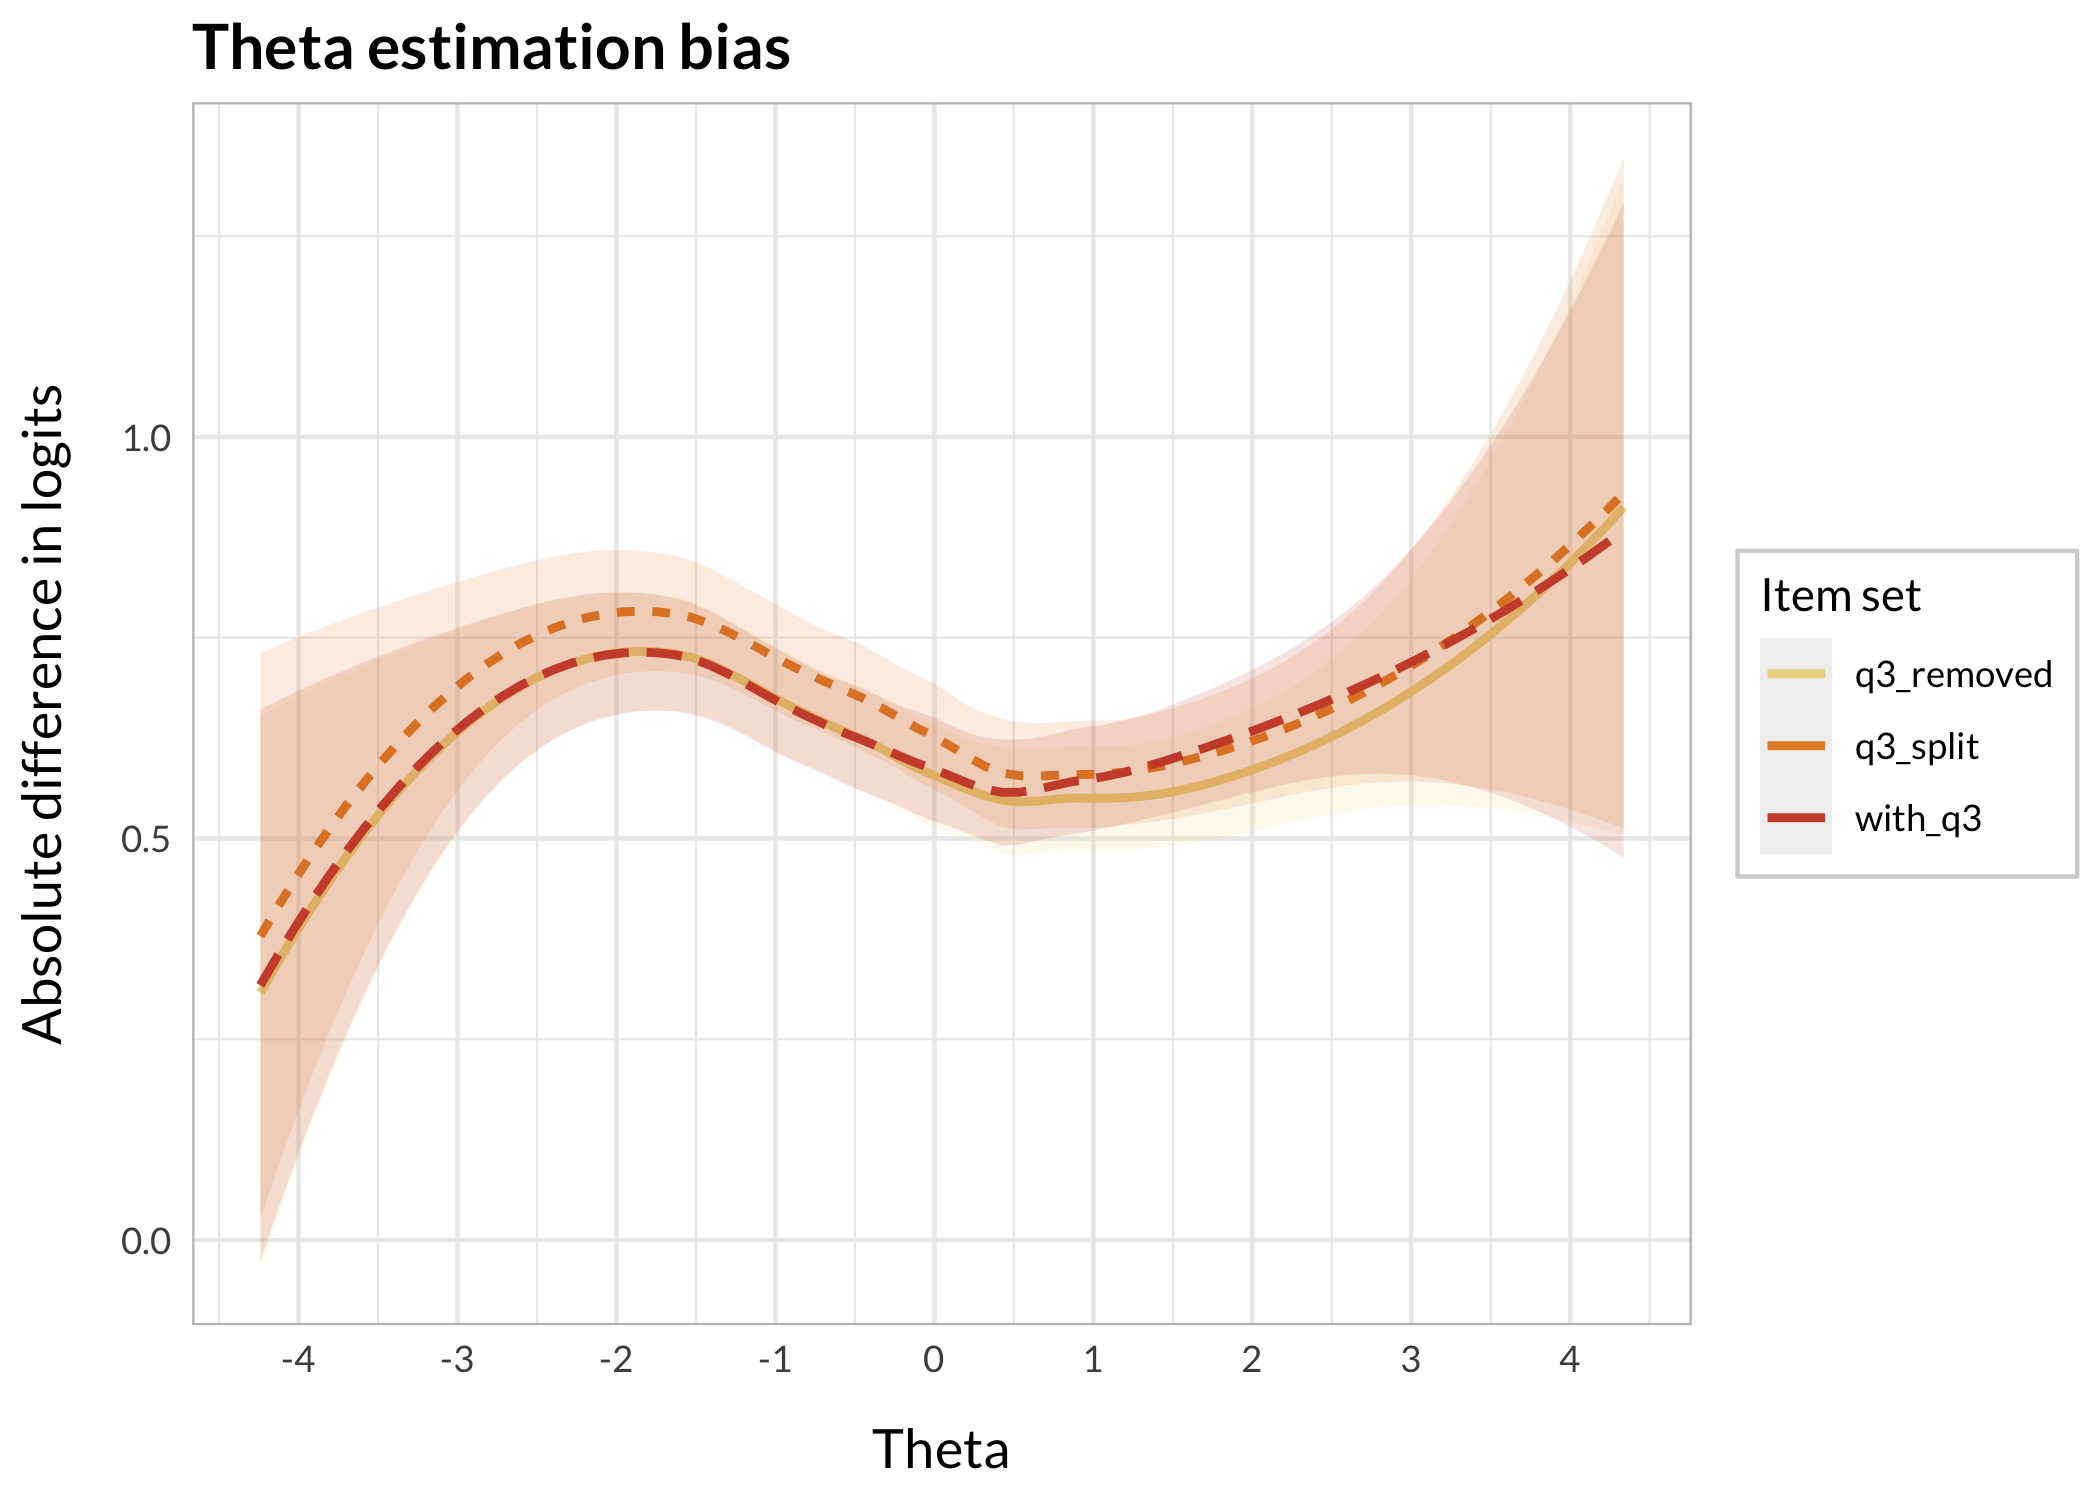 Theta estimation bias
Absolute difference in logits
1.0
0.5
0.0
-4 -3 -2 -1 0 1 2 3 4
Theta
Item set
q3_removed
q3_split
with_q3